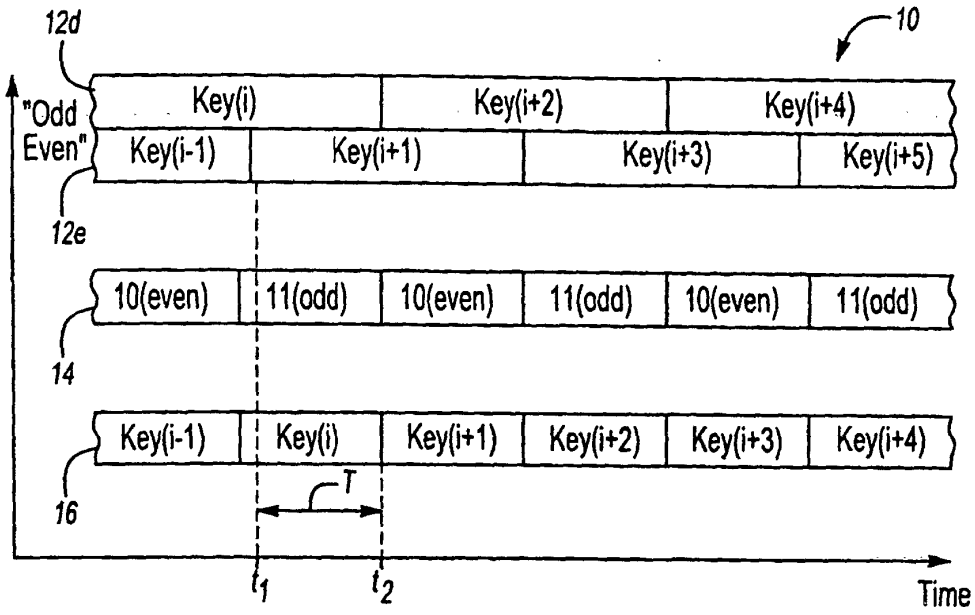 12d
10
"Odd
Even"
Key(i) Key(i+2) Key(i+4)
Key(i-1) Key(i+1) Key(i+3) Key(i+5)
12e
10(even) 11(odd) 10(even) 11(odd) 10(even) 11(odd)
14
Key(i-1) Key(i) Key(i+1) Key(i+2) Key(i+3) Key(i+4)
16
T
t1 t2 Time